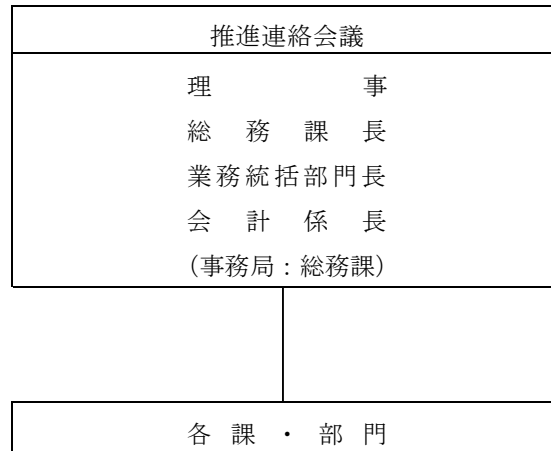 推進連絡会議
理事
総務課長
業務統括部門長
会計係長
(事務局：総務課)
各課・部門